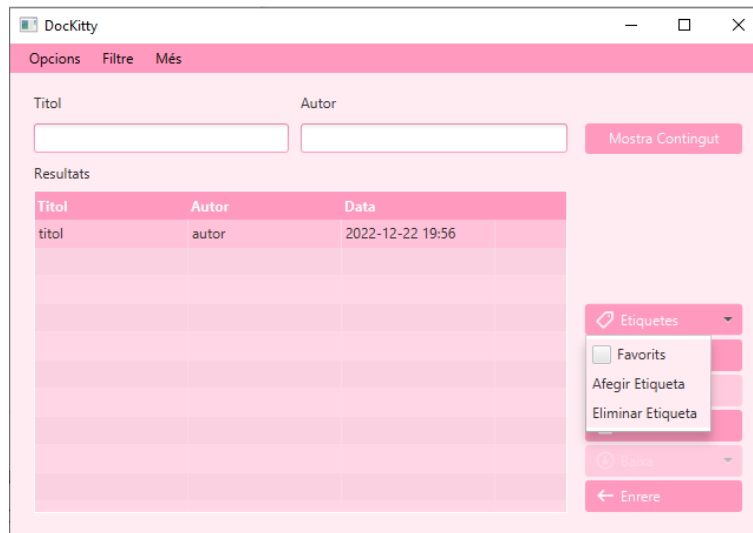 DocKitty
Opcions Filtre Més
Titol Autor
Mostra Contingut
Resultats
Titol Autor Data
titol autor 2022-12-22 19:56
Etiquetes
Favorits
Afegir Etiqueta
Eliminar Etiqueta
Baixa
Enrere